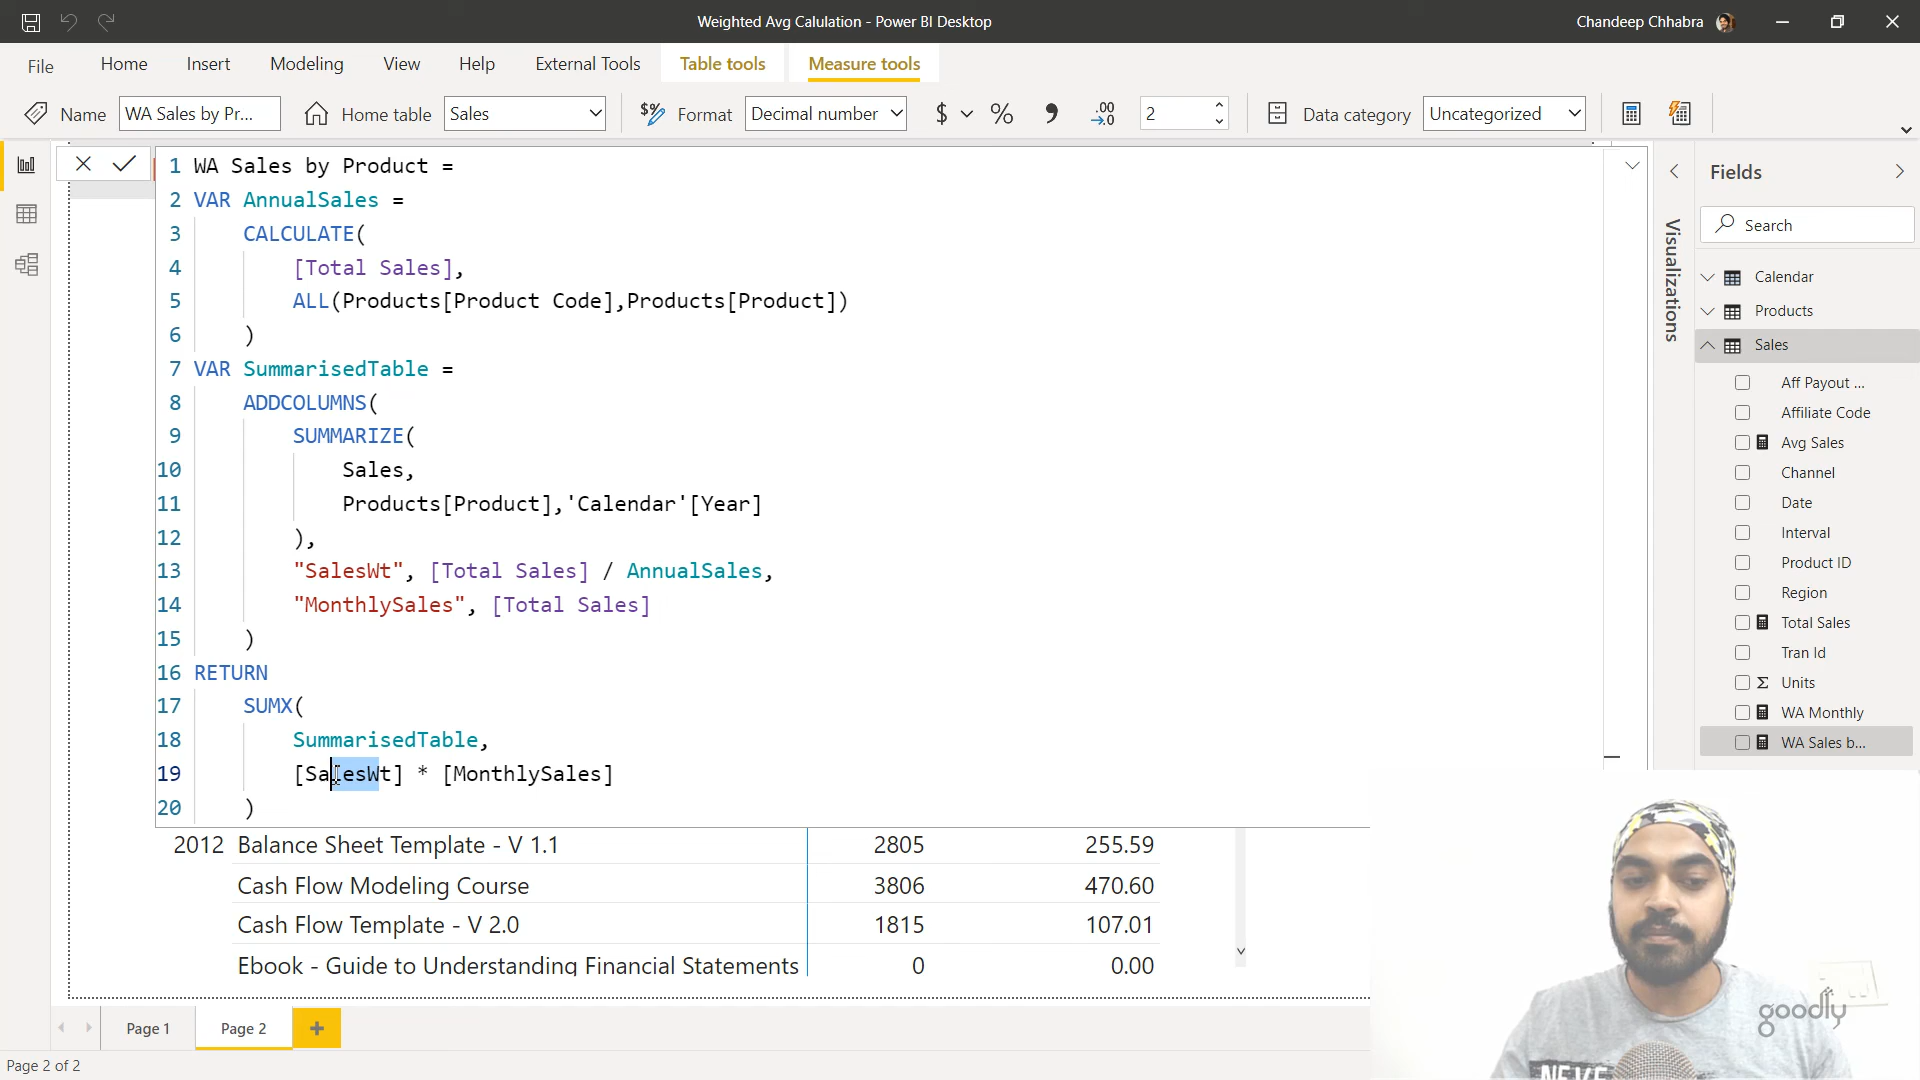 Weighted Avg Calulation - Power BI Desktop
Chandeep Chhabra
File Home Insert Modeling View Help External Tools Table tools Measure tools
Name WA Sales by Pr... Home table Sales Format Decimal number $ % , .00 2 Data category Uncategorized
1 WA Sales by Product =
2 VAR AnnualSales =
3 CALCULATE(
4 [Total Sales],
5 ALL(Products[Product Code],Products[Product])
6 )
7 VAR SummarisedTable =
8 ADDCOLUMNS(
9 SUMMARIZE(
10 Sales,
11 Products[Product],'Calendar'[Year]
12 ),
13 "SalesWt", [Total Sales] / AnnualSales,
14 "MonthlySales", [Total Sales]
15 )
16 RETURN
17 SUMX(
18 SummarisedTable,
19 [SalesWt] * [MonthlySales]
20 )
2012 Balance Sheet Template - V 1.1 2805 255.59
Cash Flow Modeling Course 3806 470.60
Cash Flow Template - V 2.0 1815 107.01
Ebook - Guide to Understanding Financial Statements 0 0.00
Visualizations
Fields
Search
Calendar
Products
Sales
Aff Payout ...
Affiliate Code
Avg Sales
Channel
Date
Interval
Product ID
Region
Total Sales
Tran Id
Σ Units
WA Monthly
WA Sales b...
goodly
Page 1 Page 2 +
Page 2 of 2